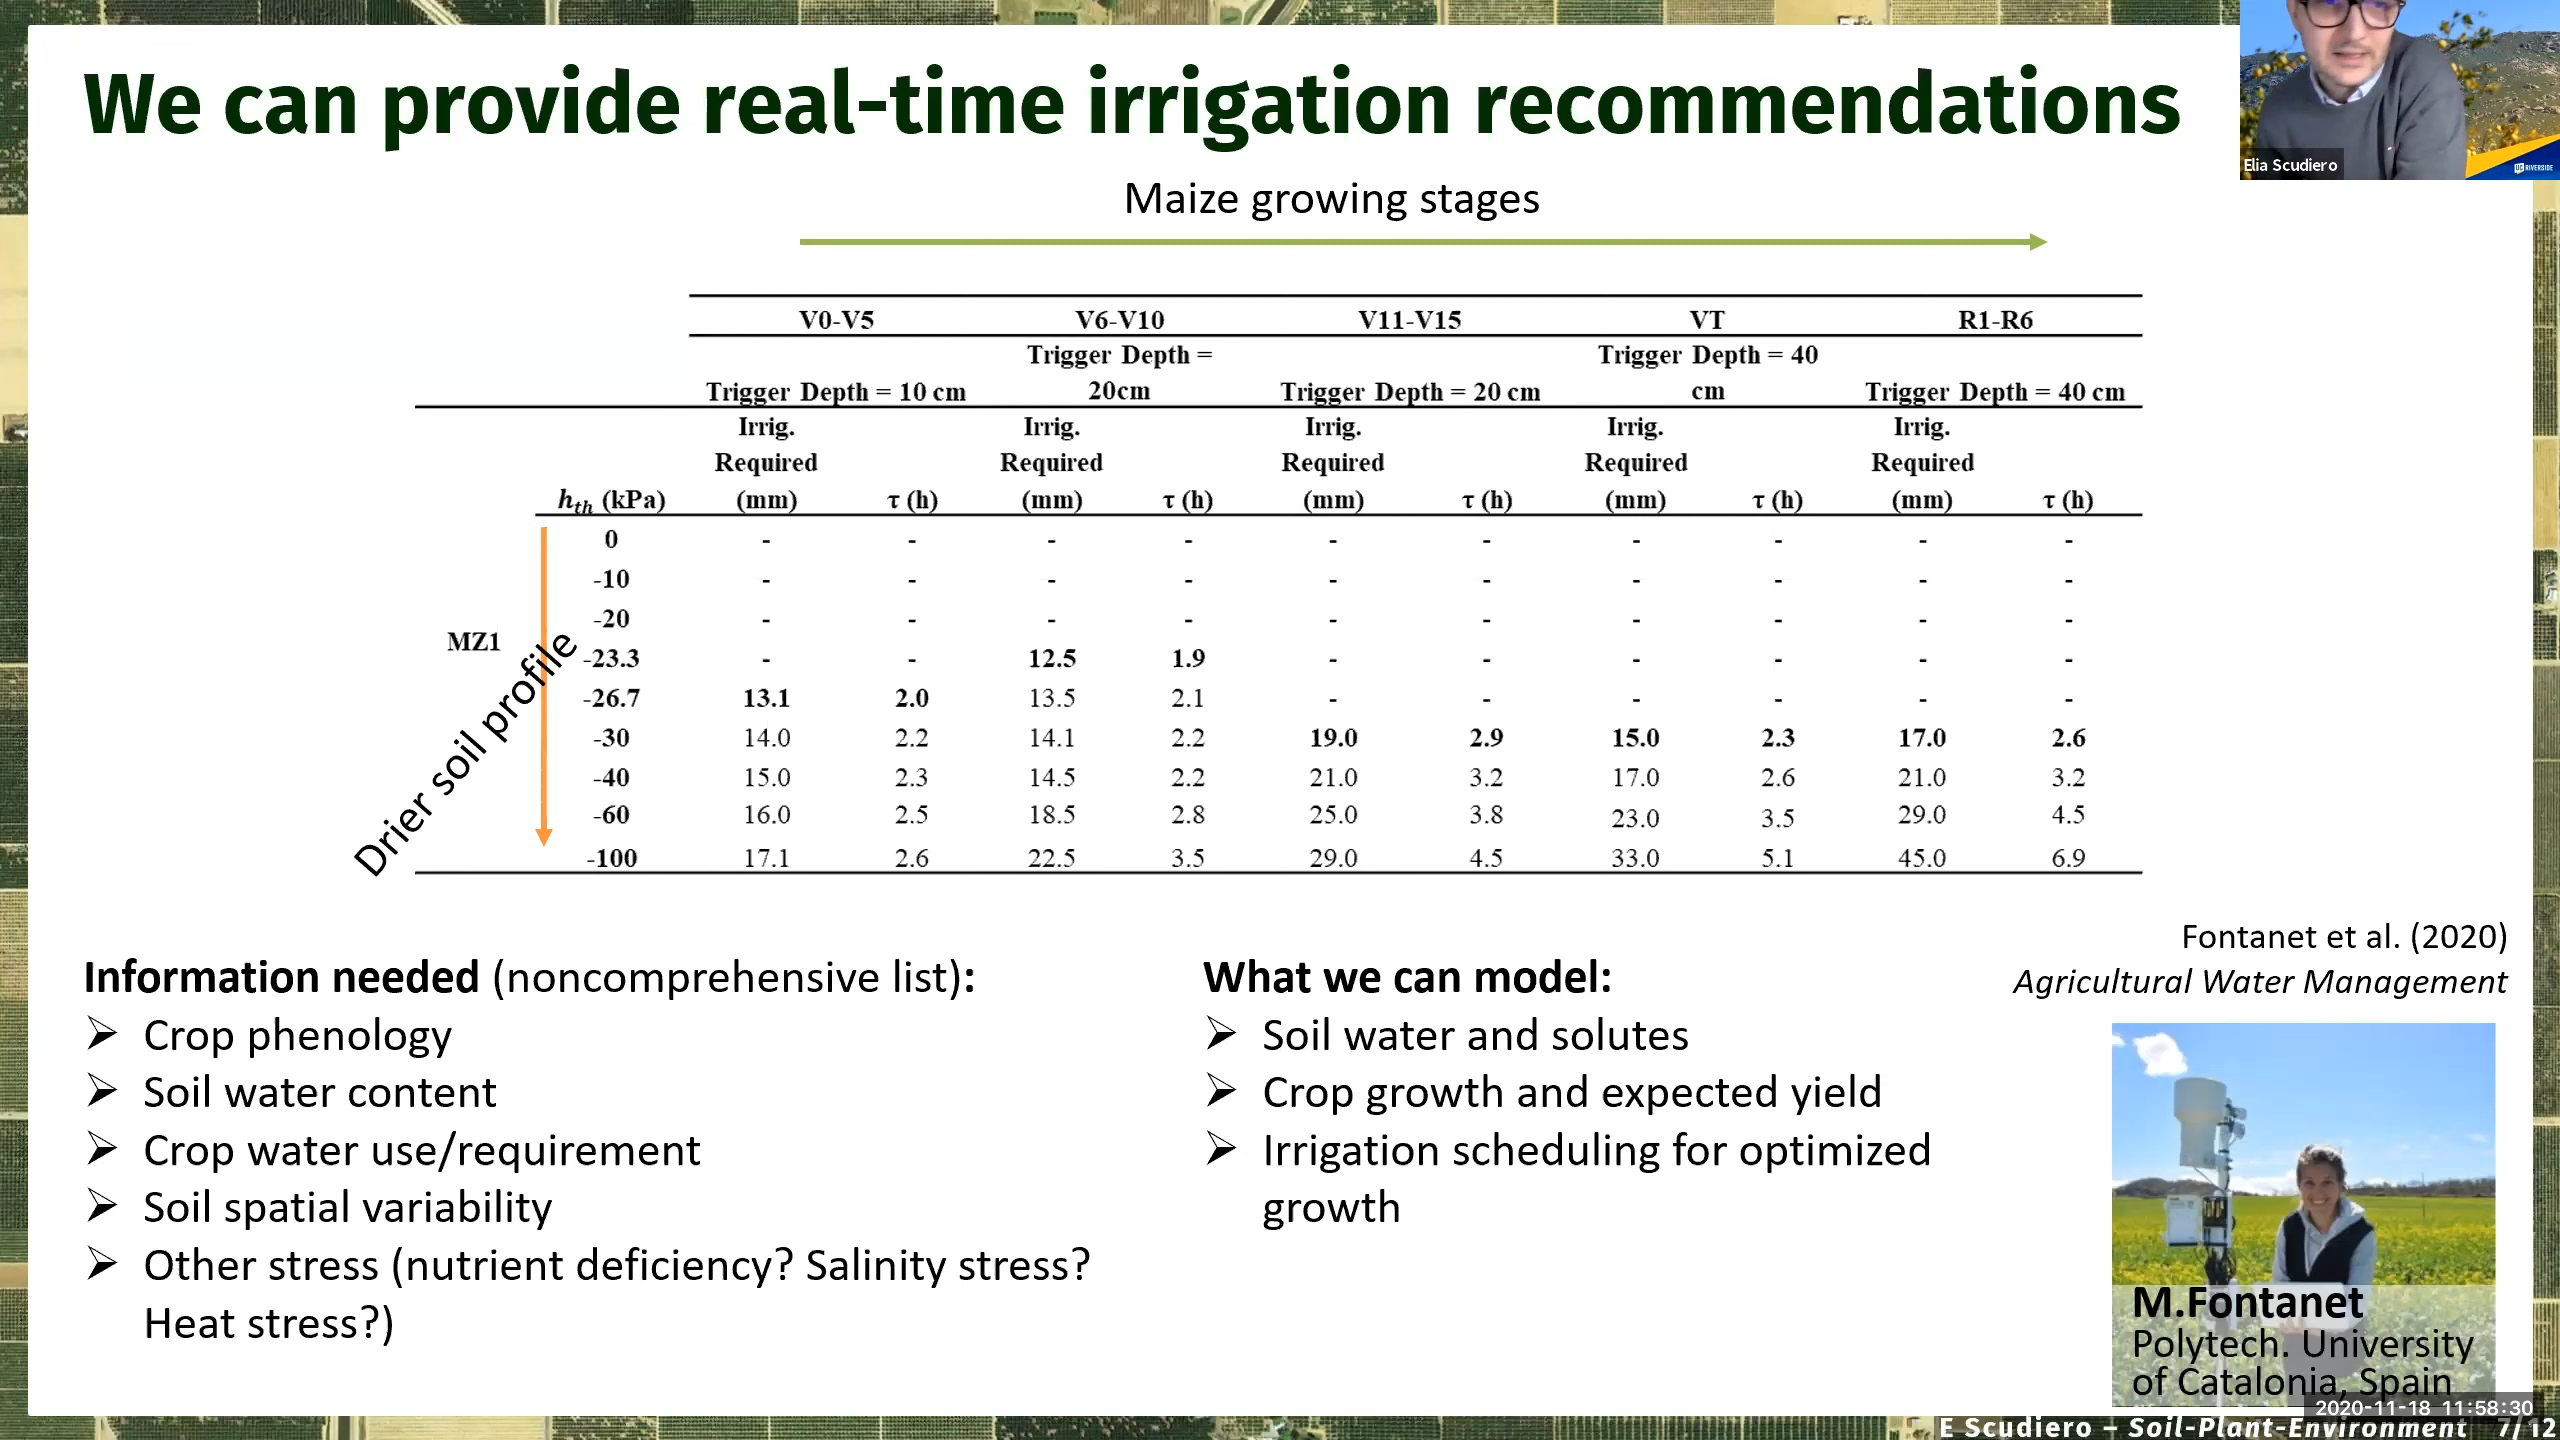 We can provide real-time irrigation recommendations
Elia Scudiero
UC RIVERSIDE
Maize growing stages
V0-V5 V6-V10 V11-V15 VT R1-R6
Trigger Depth = 10 cm Trigger Depth = 20cm Trigger Depth = 20 cm Trigger Depth = 40 cm Trigger Depth = 40 cm
h_th (kPa) Irrig. Required (mm) τ (h) Irrig. Required (mm) τ (h) Irrig. Required (mm) τ (h) Irrig. Required (mm) τ (h) Irrig. Required (mm) τ (h)
MZ1
Drier soil profile
0 - - - - - - - - - -
-10 - - - - - - - - - -
-20 - - - - - - - - - -
-23.3 - - 12.5 1.9 - - - - - -
-26.7 13.1 2.0 13.5 2.1 - - - - - -
-30 14.0 2.2 14.1 2.2 19.0 2.9 15.0 2.3 17.0 2.6
-40 15.0 2.3 14.5 2.2 21.0 3.2 17.0 2.6 21.0 3.2
-60 16.0 2.5 18.5 2.8 25.0 3.8 23.0 3.5 29.0 4.5
-100 17.1 2.6 22.5 3.5 29.0 4.5 33.0 5.1 45.0 6.9
Information needed (noncomprehensive list):
Crop phenology
Soil water content
Crop water use/requirement
Soil spatial variability
Other stress (nutrient deficiency? Salinity stress?
Heat stress?)
What we can model:
Soil water and solutes
Crop growth and expected yield
Irrigation scheduling for optimized
growth
Fontanet et al. (2020)
Agricultural Water Management
M.Fontanet
Polytech. University
of Catalonia, Spain
2020-11-18 11:58:30
E Scudiero – Soil-Plant-Environment 7/12